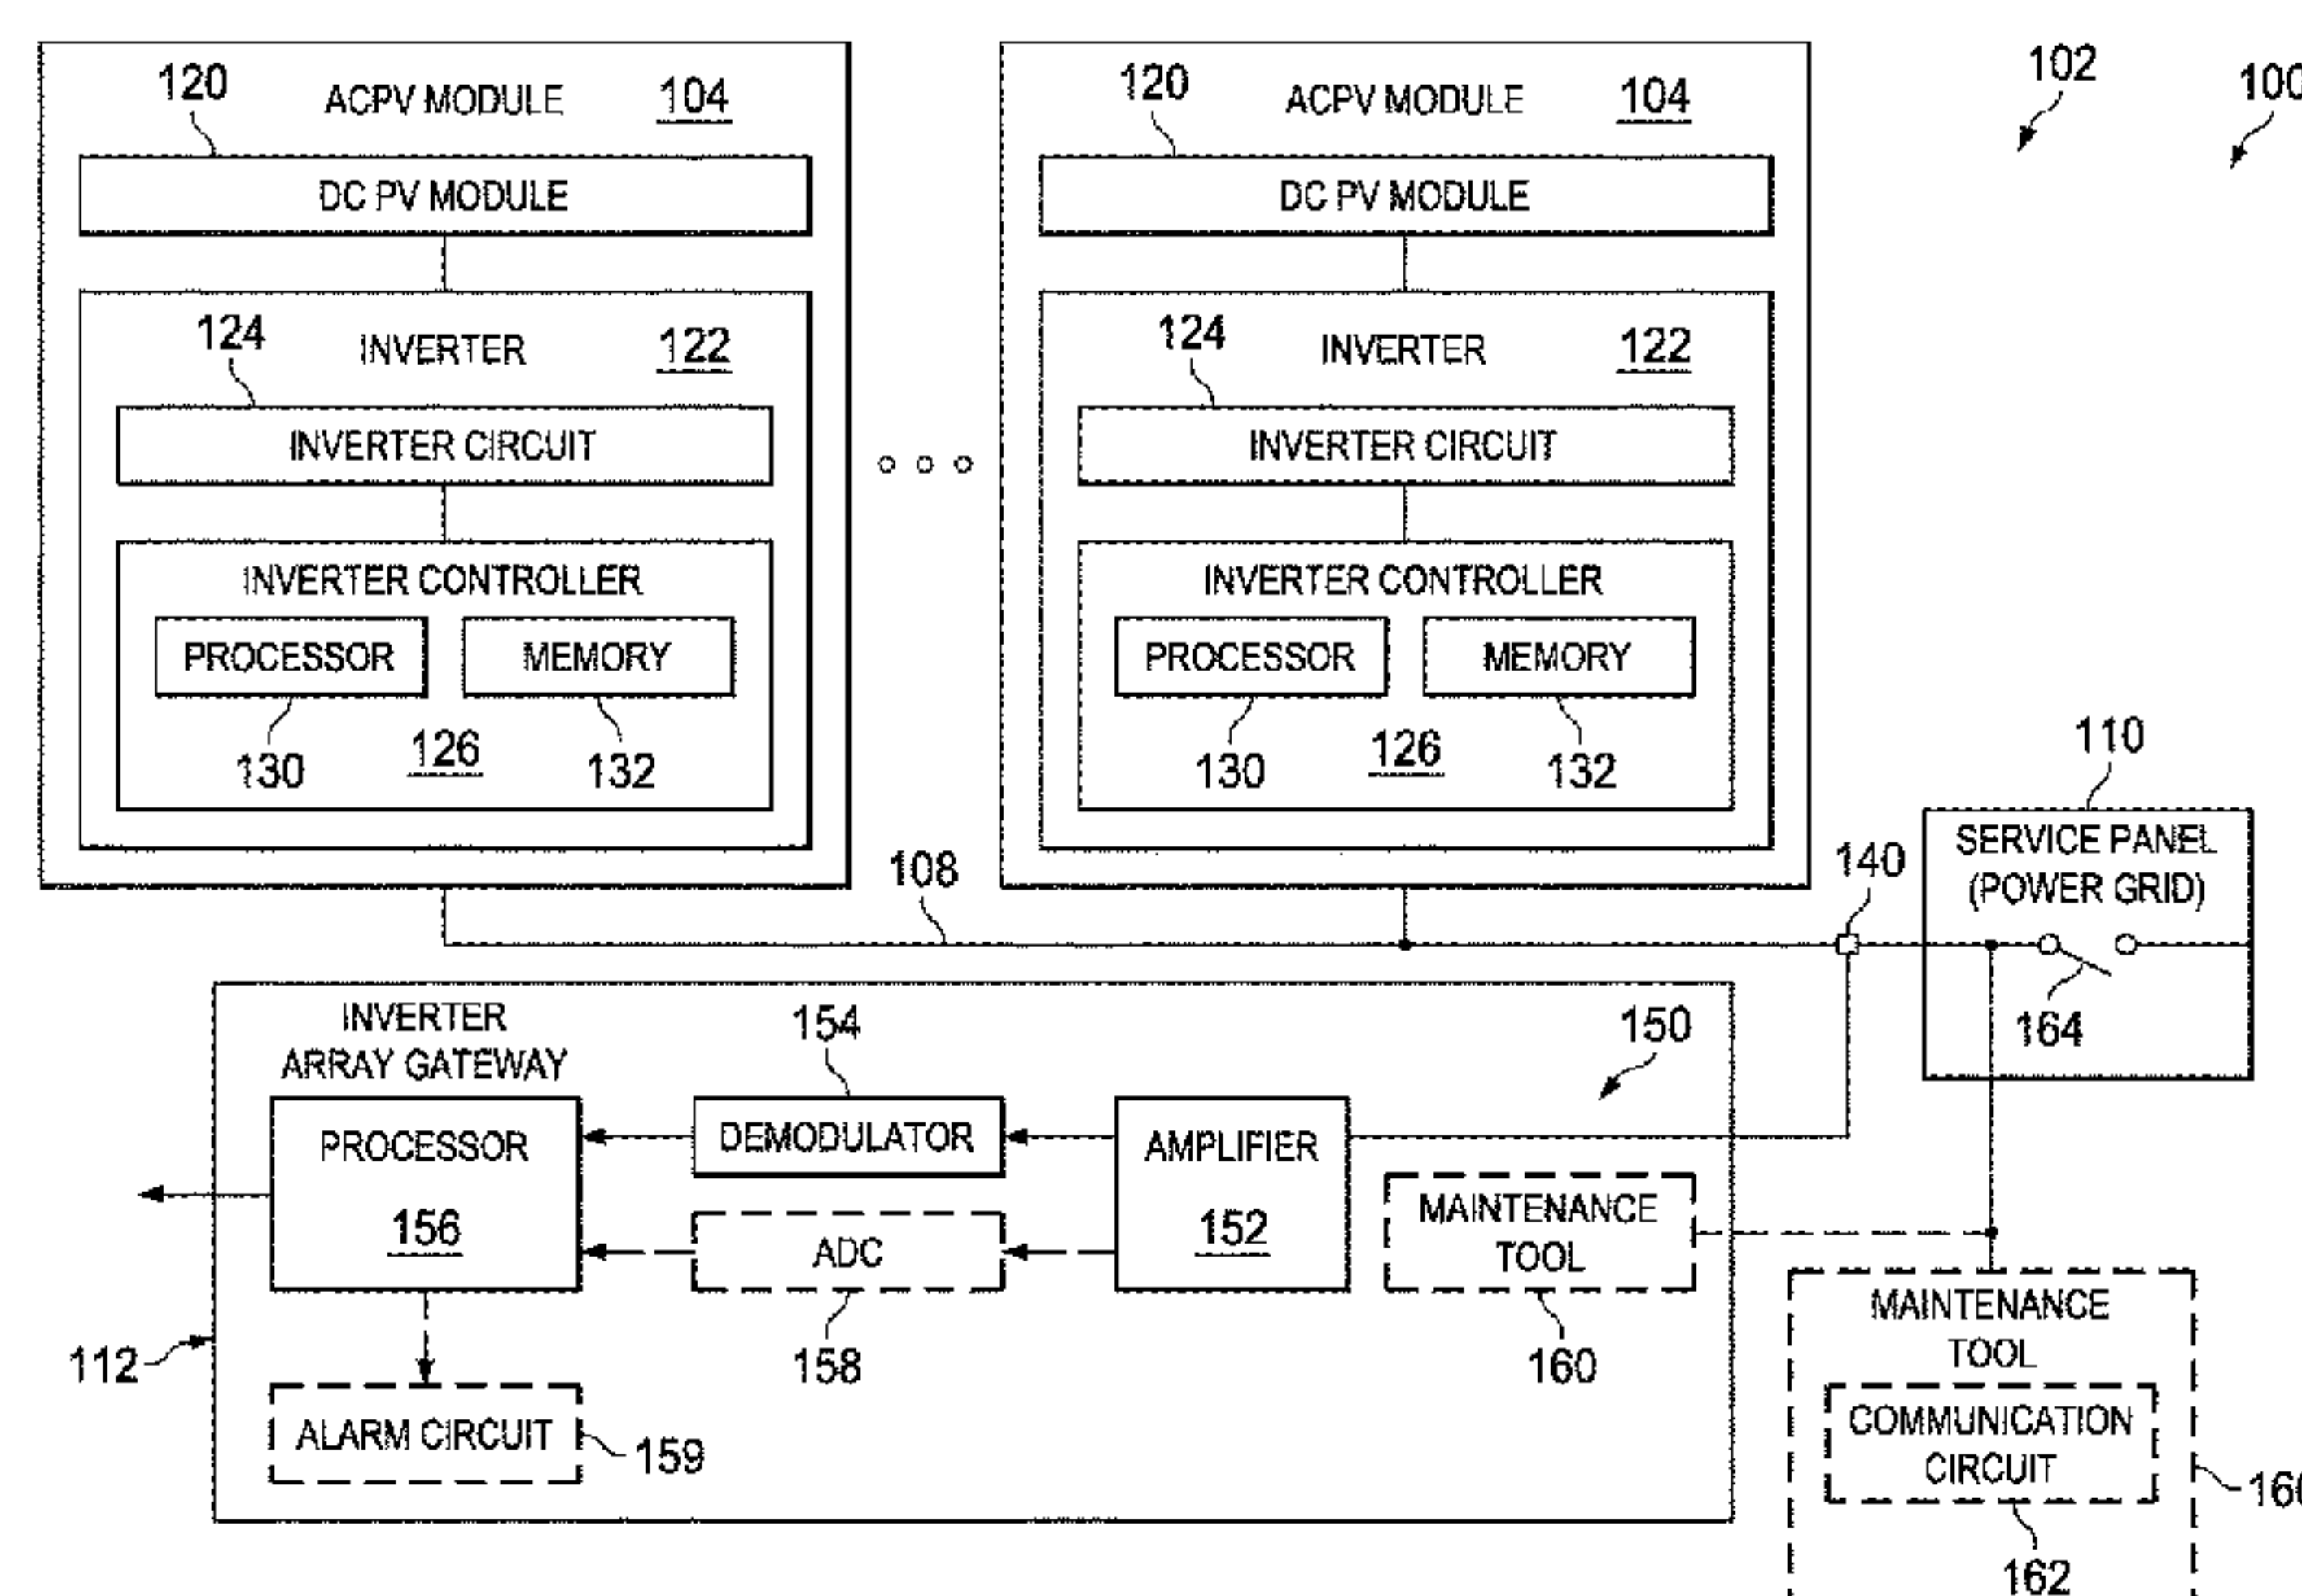 120
ACPV MODULE 104
DC PV MODULE
124
INVERTER 122
INVERTER CIRCUIT
INVERTER CONTROLLER
PROCESSOR
MEMORY
130
126
132
120
ACPV MODULE 104
DC PV MODULE
124
INVERTER 122
INVERTER CIRCUIT
INVERTER CONTROLLER
PROCESSOR
MEMORY
130
126
132
102
100
108
140
110
SERVICE PANEL
(POWER GRID)
164
INVERTER
ARRAY GATEWAY
154
150
PROCESSOR
156
DEMODULATOR
AMPLIFIER
152
ADC
158
MAINTENANCE
TOOL
160
112
ALARM CIRCUIT
159
MAINTENANCE
TOOL
COMMUNICATION
CIRCUIT
162